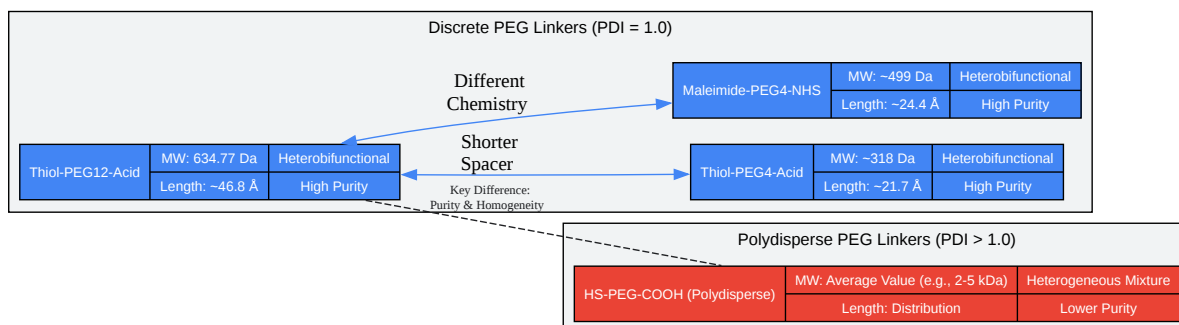 Discrete PEG Linkers (PDI = 1.0)
Different
Chemistry
Maleimide-PEG4-NHS
MW: ~499 Da
Heterobifunctional
Length: ~24.4 Å
High Purity
Thiol-PEG12-Acid
MW: 634.77 Da
Heterobifunctional
Length: ~46.8 Å
High Purity
Shorter
Spacer
Key Difference:
Purity & Homogeneity
Thiol-PEG4-Acid
MW: ~318 Da
Heterobifunctional
Length: ~21.7 Å
High Purity
Polydisperse PEG Linkers (PDI > 1.0)
HS-PEG-COOH (Polydisperse)
MW: Average Value (e.g., 2-5 kDa)
Heterogeneous Mixture
Length: Distribution
Lower Purity